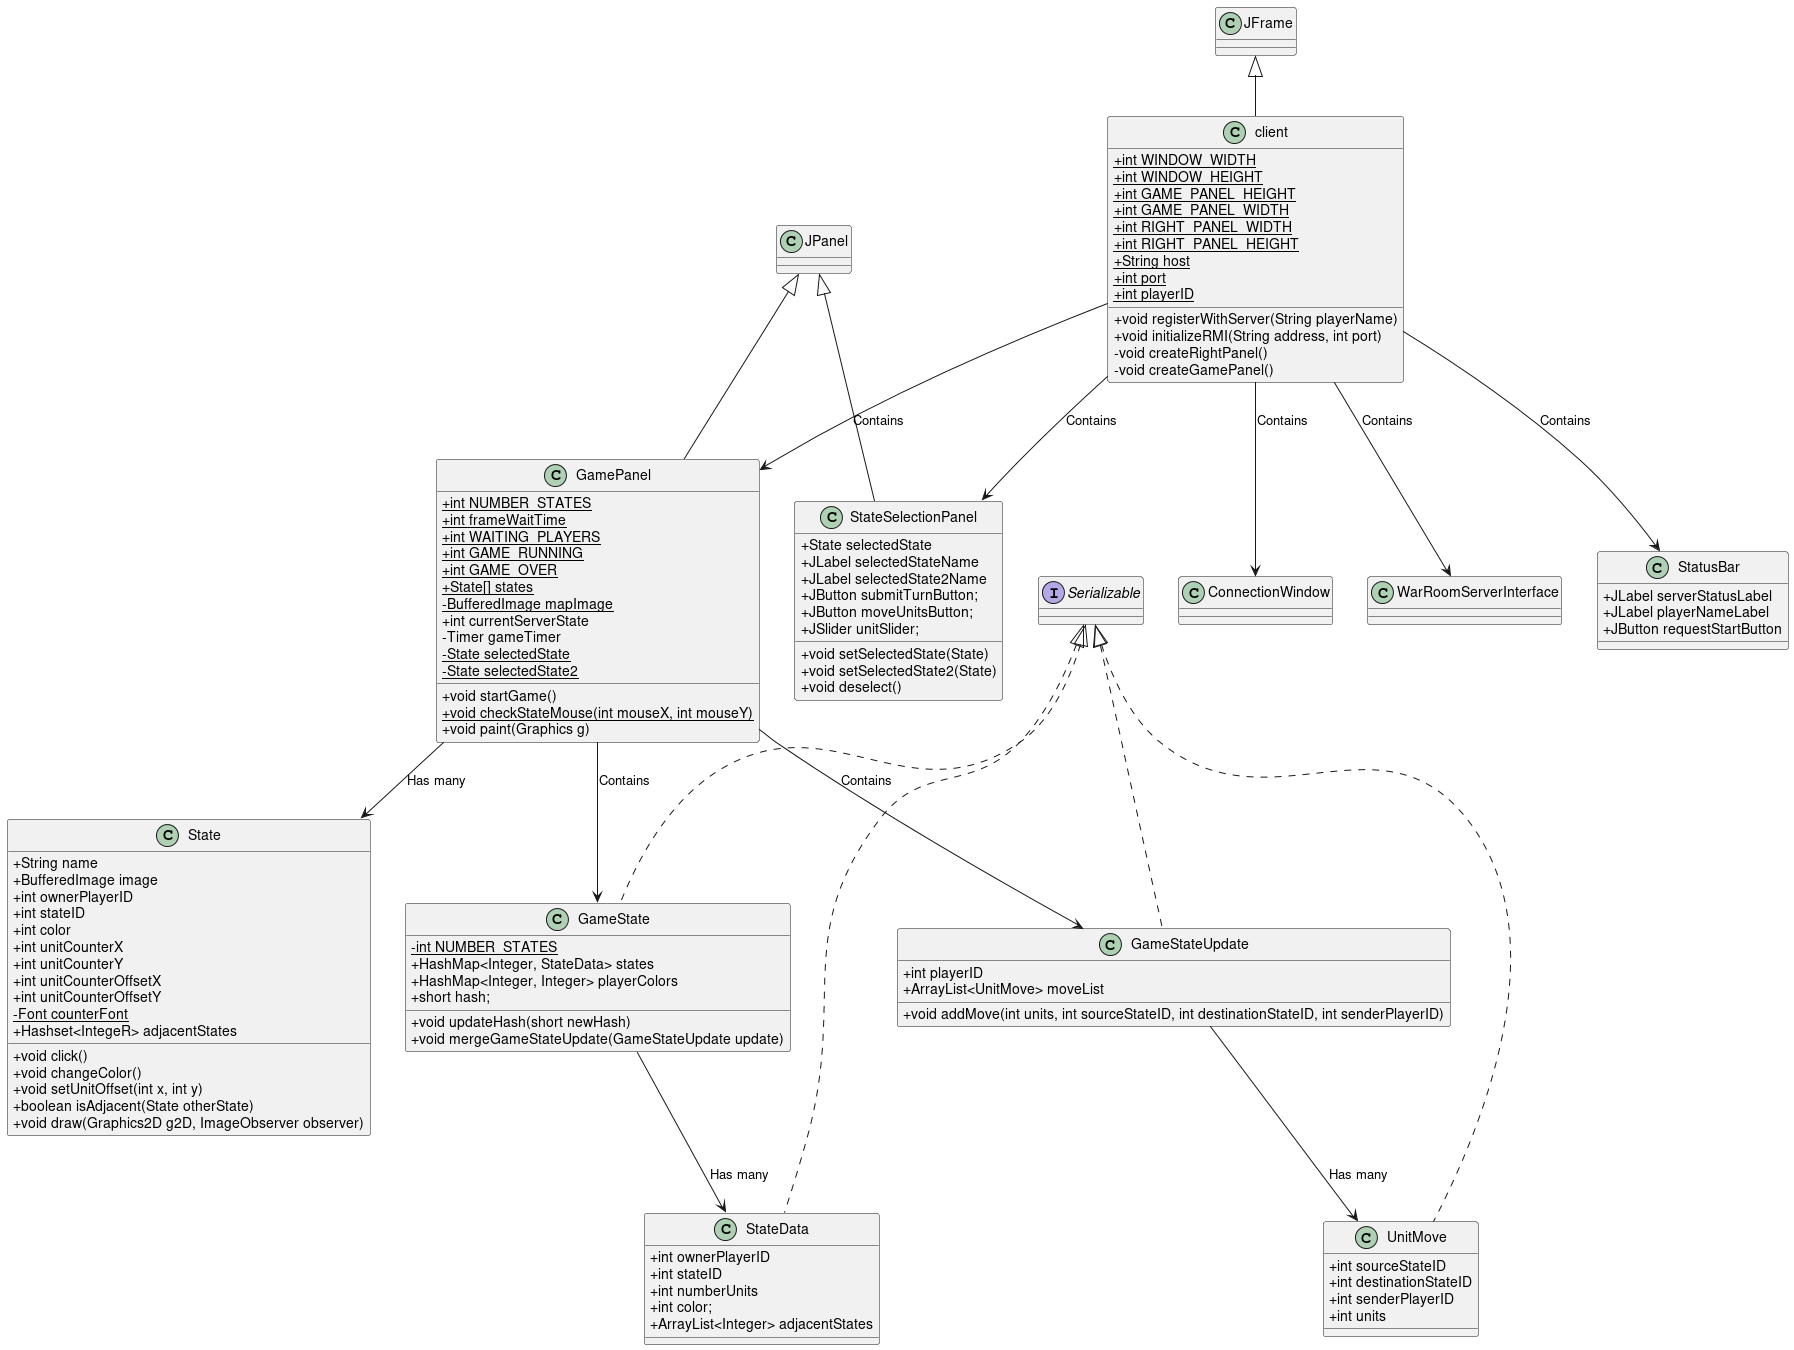 JFrame
client
+int WINDOW_WIDTH
+int WINDOW_HEIGHT
+int GAME_PANEL_HEIGHT
+int GAME_PANEL_WIDTH
+int RIGHT_PANEL_WIDTH
+int RIGHT_PANEL_HEIGHT
+String host
+int port
+int playerID
+void registerWithServer(String playerName)
+void initializeRMI(String address, int port)
-void createRightPanel()
-void createGamePanel()
JPanel
Contains
Contains
Contains
Contains
Contains
GamePanel
+int NUMBER_STATES
+int frameWaitTime
+int WAITING_PLAYERS
+int GAME_RUNNING
+int GAME_OVER
+State[] states
-BufferedImage mapImage
+int currentServerState
-Timer gameTimer
-State selectedState
-State selectedState2
+void startGame()
+void checkStateMouse(int mouseX, int mouseY)
+void paint(Graphics g)
StateSelectionPanel
+State selectedState
+JLabel selectedStateName
+JLabel selectedState2Name
+JButton submitTurnButton;
+JButton moveUnitsButton;
+JSlider unitSlider;
+void setSelectedState(State)
+void setSelectedState2(State)
+void deselect()
Serializable
ConnectionWindow
WarRoomServerInterface
StatusBar
+JLabel serverStatusLabel
+JLabel playerNameLabel
+JButton requestStartButton
Has many
Contains
Contains
State
+String name
+BufferedImage image
+int ownerPlayerID
+int stateID
+int color
+int unitCounterX
+int unitCounterY
+int unitCounterOffsetX
+int unitCounterOffsetY
-Font counterFont
+Hashset<IntegeR> adjacentStates
+void click()
+void changeColor()
+void setUnitOffset(int x, int y)
+boolean isAdjacent(State otherState)
+void draw(Graphics2D g2D, ImageObserver observer)
GameState
-int NUMBER_STATES
+HashMap<Integer, StateData> states
+HashMap<Integer, Integer> playerColors
+short hash;
+void updateHash(short newHash)
+void mergeGameStateUpdate(GameStateUpdate update)
GameStateUpdate
+int playerID
+ArrayList<UnitMove> moveList
+void addMove(int units, int sourceStateID, int destinationStateID, int senderPlayerID)
Has many
Has many
StateData
+int ownerPlayerID
+int stateID
+int numberUnits
+int color;
+ArrayList<Integer> adjacentStates
UnitMove
+int sourceStateID
+int destinationStateID
+int senderPlayerID
+int units